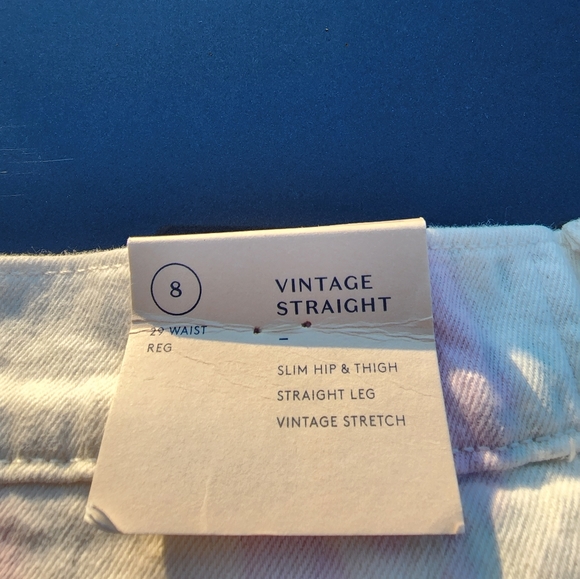 8
29 WAIST
REG
VINTAGE
STRAIGHT
–
SLIM HIP & THIGH
STRAIGHT LEG
VINTAGE STRETCH